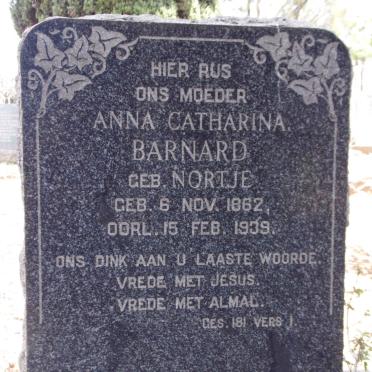 HIER RUS
ONS MOEDER
ANNA CATHARINA
BARNARD
GEB. NORTJE
GEB. 6 NOV. 1862,
OORL. 15 FEB. 1939.
ONS DINK AAN U LAASTE WOORDE.
VREDE MET JESUS.
VREDE MET ALMAL.
GES. 181 VERS 1.